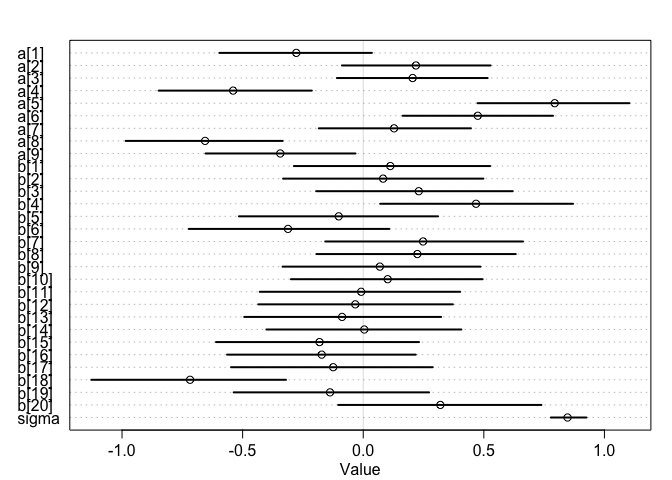 a[1]
a[2]
a[3]
a[4]
a[5]
a[6]
a[7]
a[8]
a[9]
b[1]
b[2]
b[3]
b[4]
b[5]
b[6]
b[7]
b[8]
b[9]
b[10]
b[11]
b[12]
b[13]
b[14]
b[15]
b[16]
b[17]
b[18]
b[19]
b[20]
sigma
-1.0 -0.5 0.0 0.5 1.0
Value